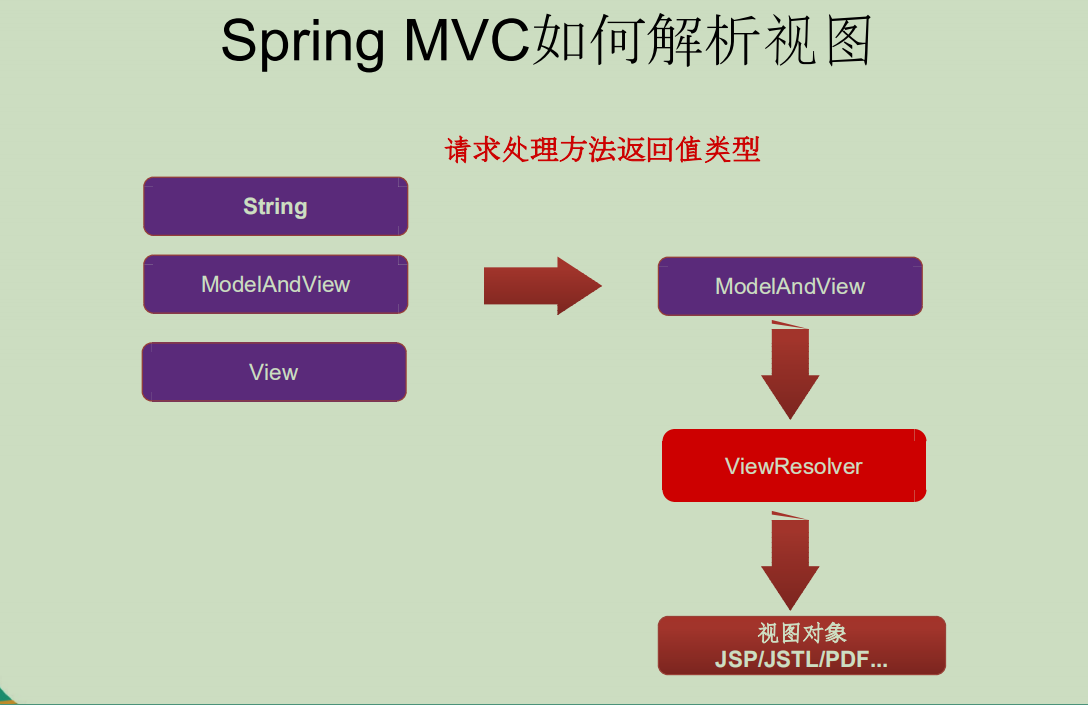 Spring MVC如何解析视图
请求处理方法返回值类型
String
ModelAndView
View
ModelAndView
ViewResolver
视图对象
JSP/JSTL/PDF...